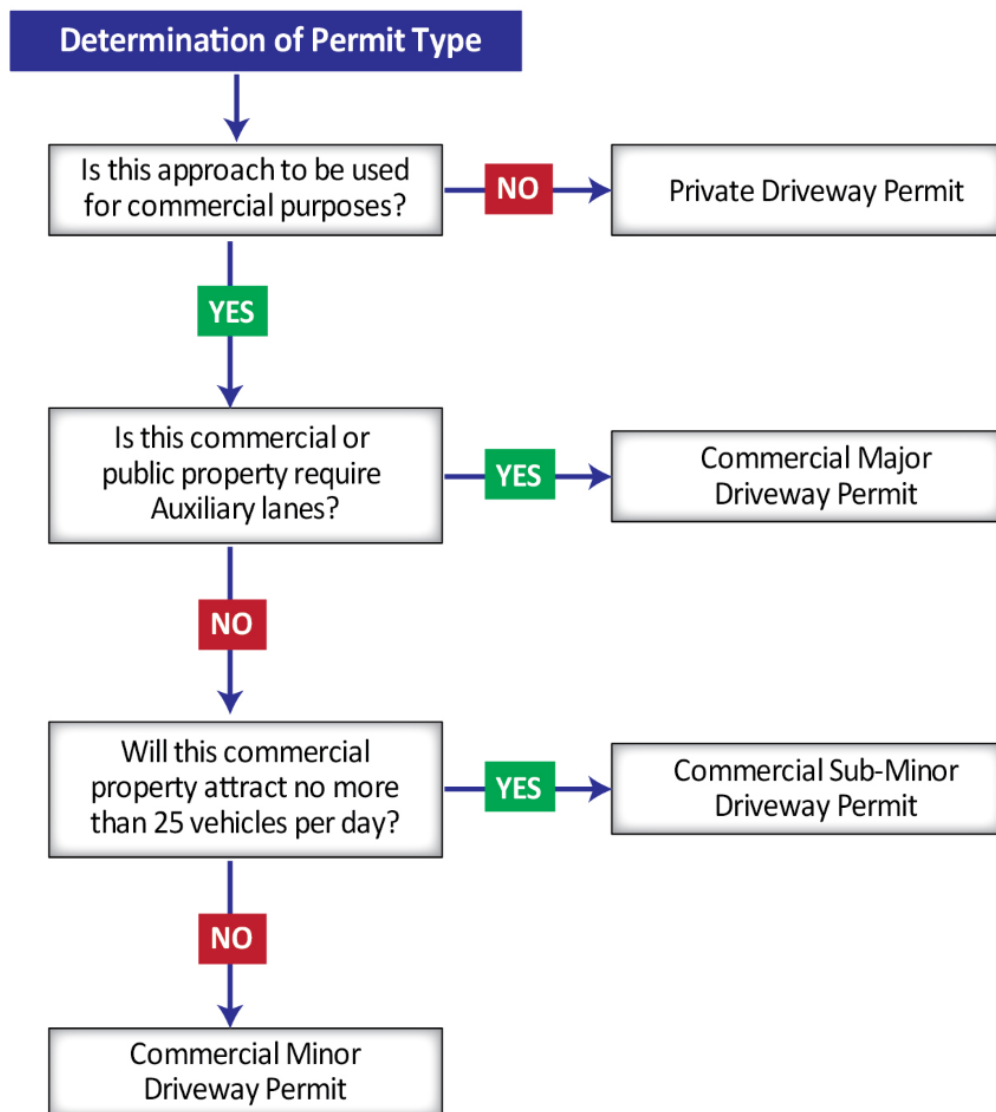 Determination of Permit Type
Is this approach to be used
for commercial purposes?
NO
Private Driveway Permit
YES
Is this commercial or
public property require
Auxiliary lanes?
YES
Commercial Major
Driveway Permit
NO
Will this commercial
property attract no more
than 25 vehicles per day?
YES
Commercial Sub-Minor
Driveway Permit
NO
Commercial Minor
Driveway Permit